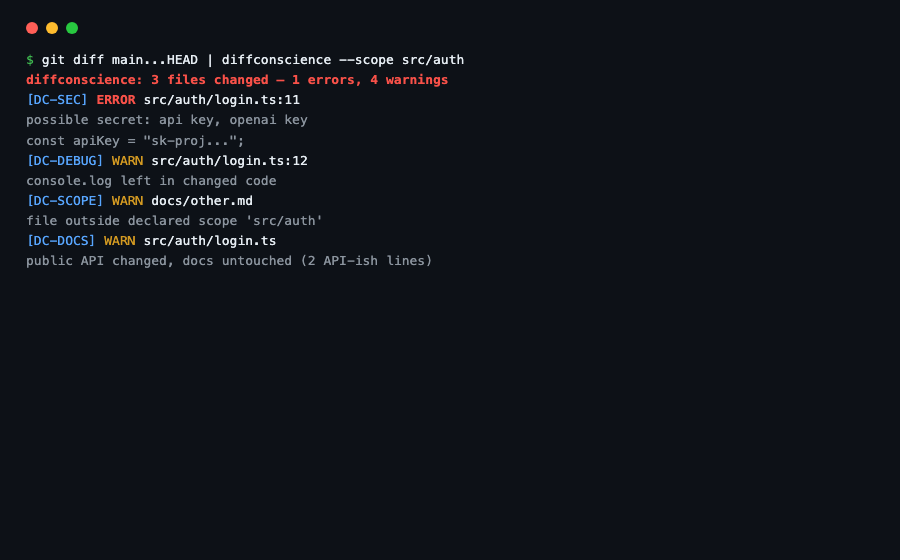 $ git diff main...HEAD | diffconscience --scope src/auth
diffconscience: 3 files changed — 1 errors, 4 warnings
[DC-SEC] ERROR src/auth/login.ts:11
possible secret: api key, openai key
const apiKey = "sk-proj...";
[DC-DEBUG] WARN src/auth/login.ts:12
console.log left in changed code
[DC-SCOPE] WARN docs/other.md
file outside declared scope 'src/auth'
[DC-DOCS] WARN src/auth/login.ts
public API changed, docs untouched (2 API-ish lines)